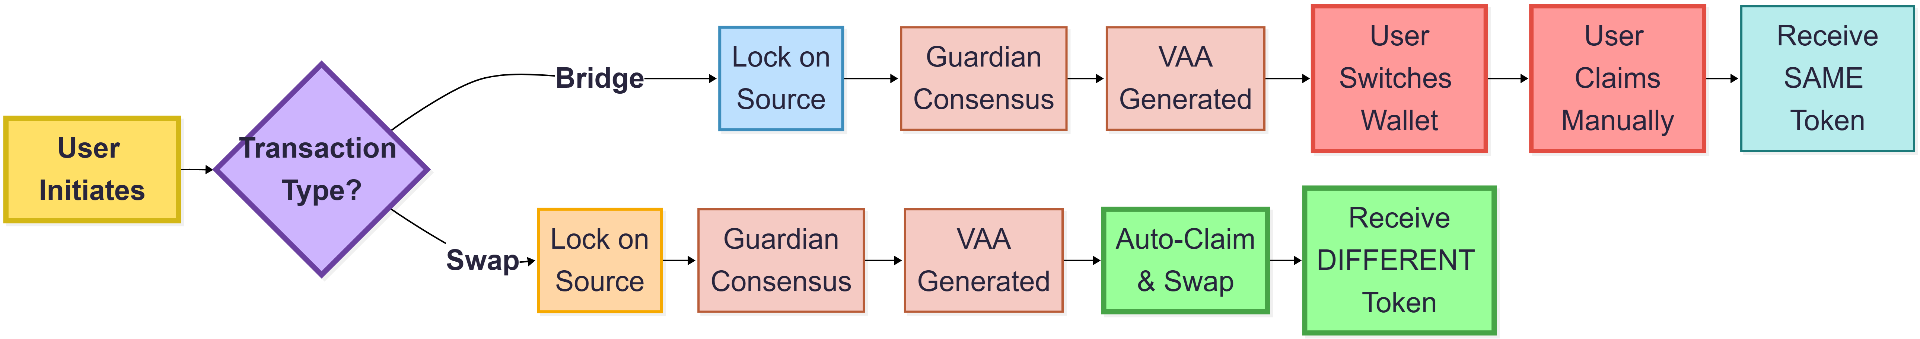 User
Initiates
Transaction
Type?
Bridge
Lock on
Source
Guardian
Consensus
VAA
Generated
User
Switches
Wallet
User
Claims
Manually
Receive
SAME
Token
Swap
Lock on
Source
Guardian
Consensus
VAA
Generated
Auto-Claim
& Swap
Receive
DIFFERENT
Token